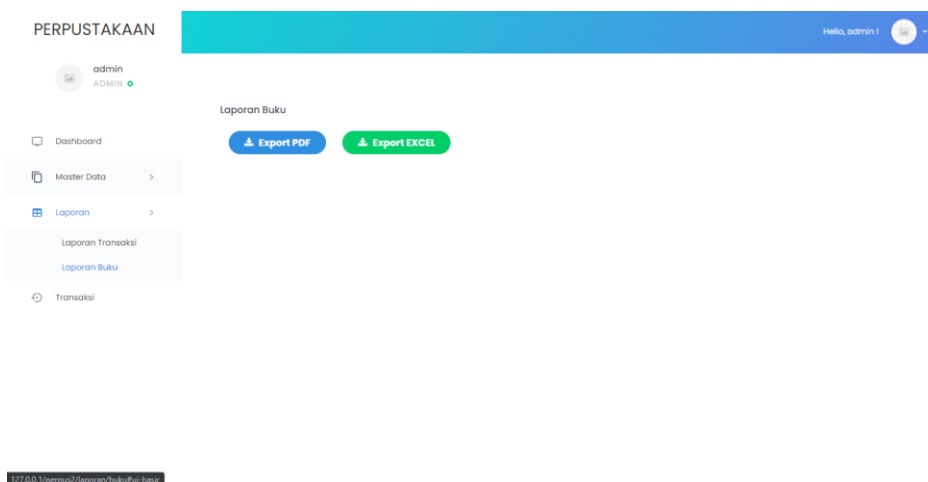 PERPUSTAKAAN
Hello, admin !
admin
ADMIN
Laporan Buku
Export PDF
Export EXCEL
Dashboard
Master Data
Laporan
Laporan Transaksi
Laporan Buku
Transaksi
127.0.0.1/perpus2/laporan/buku#ui-basic